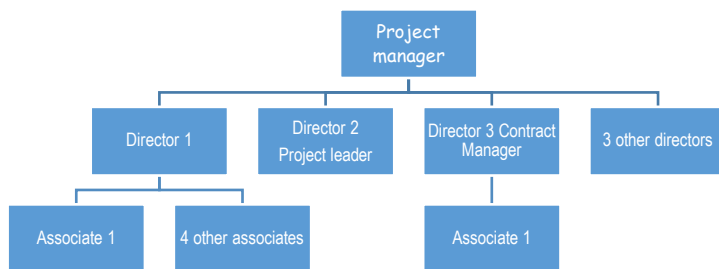 Project
manager
Director 1
Director 2
Project leader
Director 3 Contract
Manager
3 other directors
Associate 1
4 other associates
Associate 1